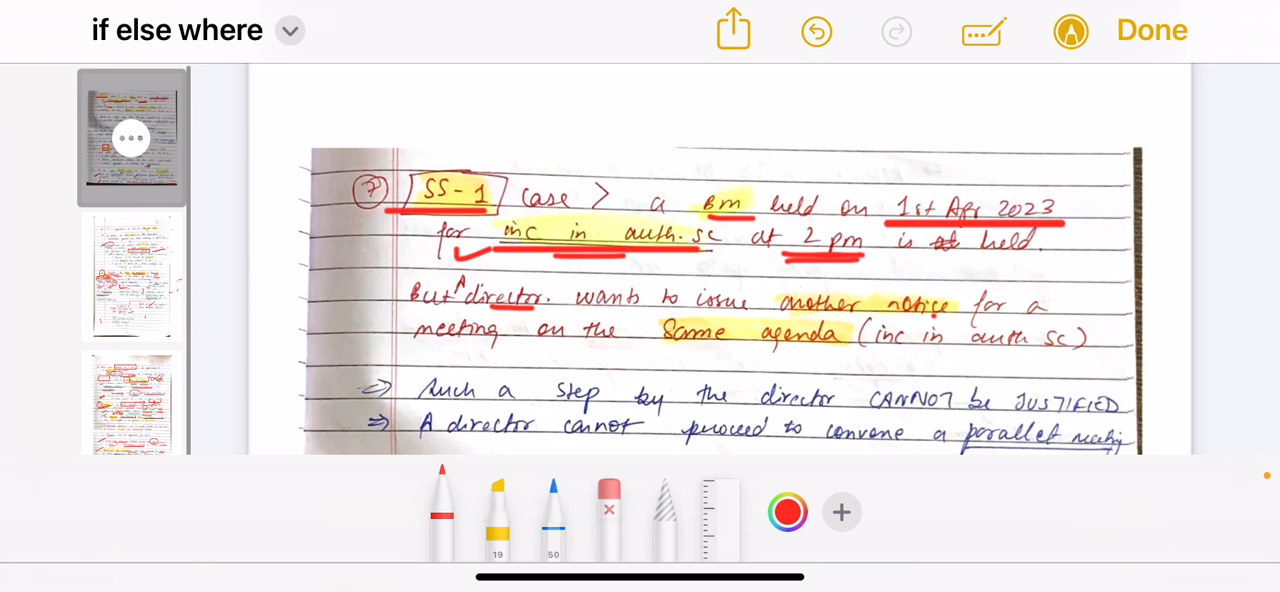 if else where
Done
7 SS-1 Case > a BM held on 1st Apr 2023
for inc in auth. sc at 2 pm is held.
But A director. wants to issue another notice for a
meeting on the Same agenda (inc in auth SC)
=> Such a step by the director CANNOT be JUSTIFIED
=> A director cannot proceed to convene a parallel meeting
19
50